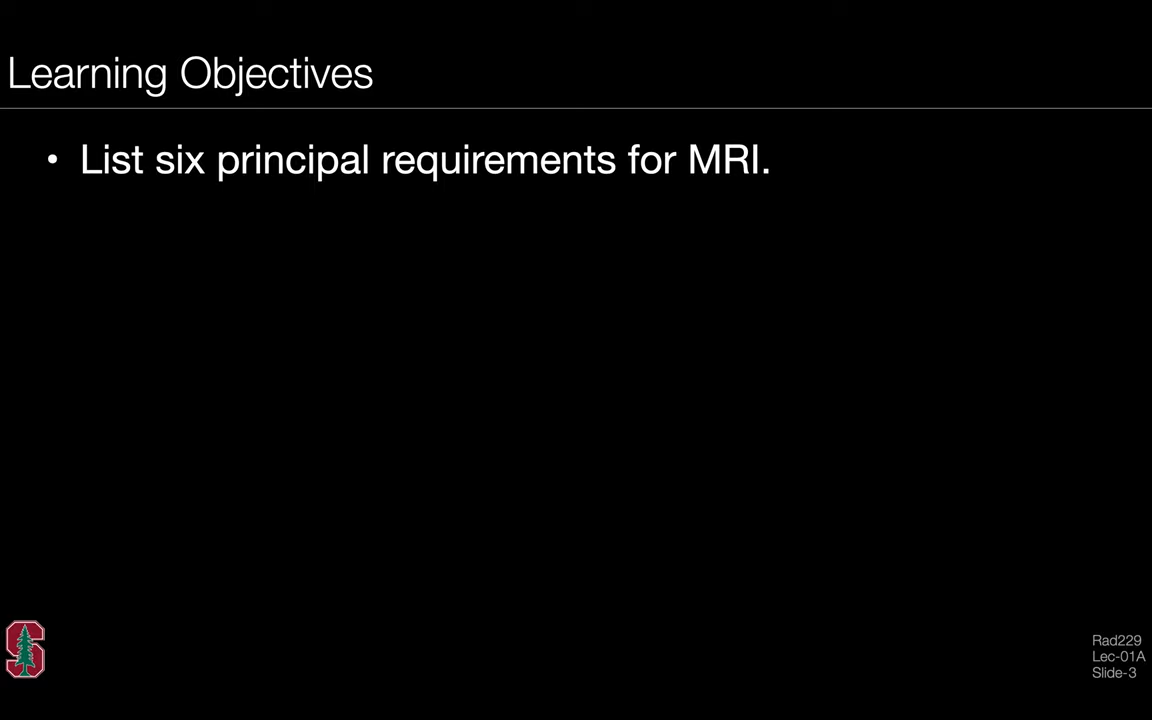 Learning Objectives
• List six principal requirements for MRI.
Rad229
Lec-01A
Slide-3